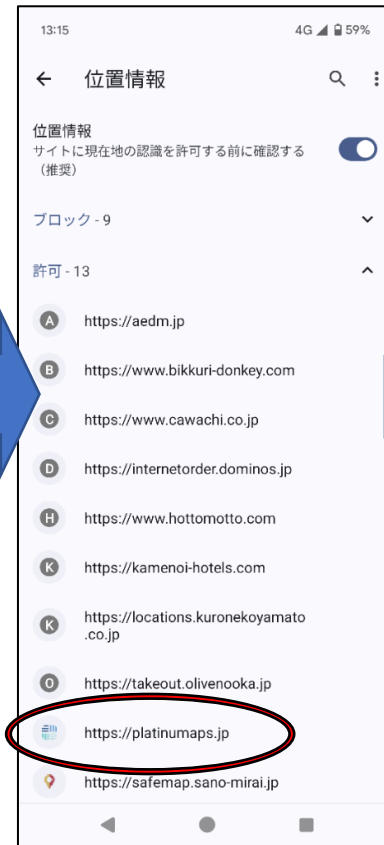 13:15 4G 59%
位置情報
位置情報
サイトに現在地の認識を許可する前に確認する
（推奨）
ブロック - 9
許可 - 13
A https://aedm.jp
B https://www.bikkuri-donkey.com
C https://www.cawachi.co.jp
D https://internetorder.dominos.jp
H https://www.hottomotto.com
K https://kamenoi-hotels.com
K https://locations.kuronekoyamato
.co.jp
O https://takeout.olivenooka.jp
https://platinumaps.jp
https://safemap.sano-mirai.jp